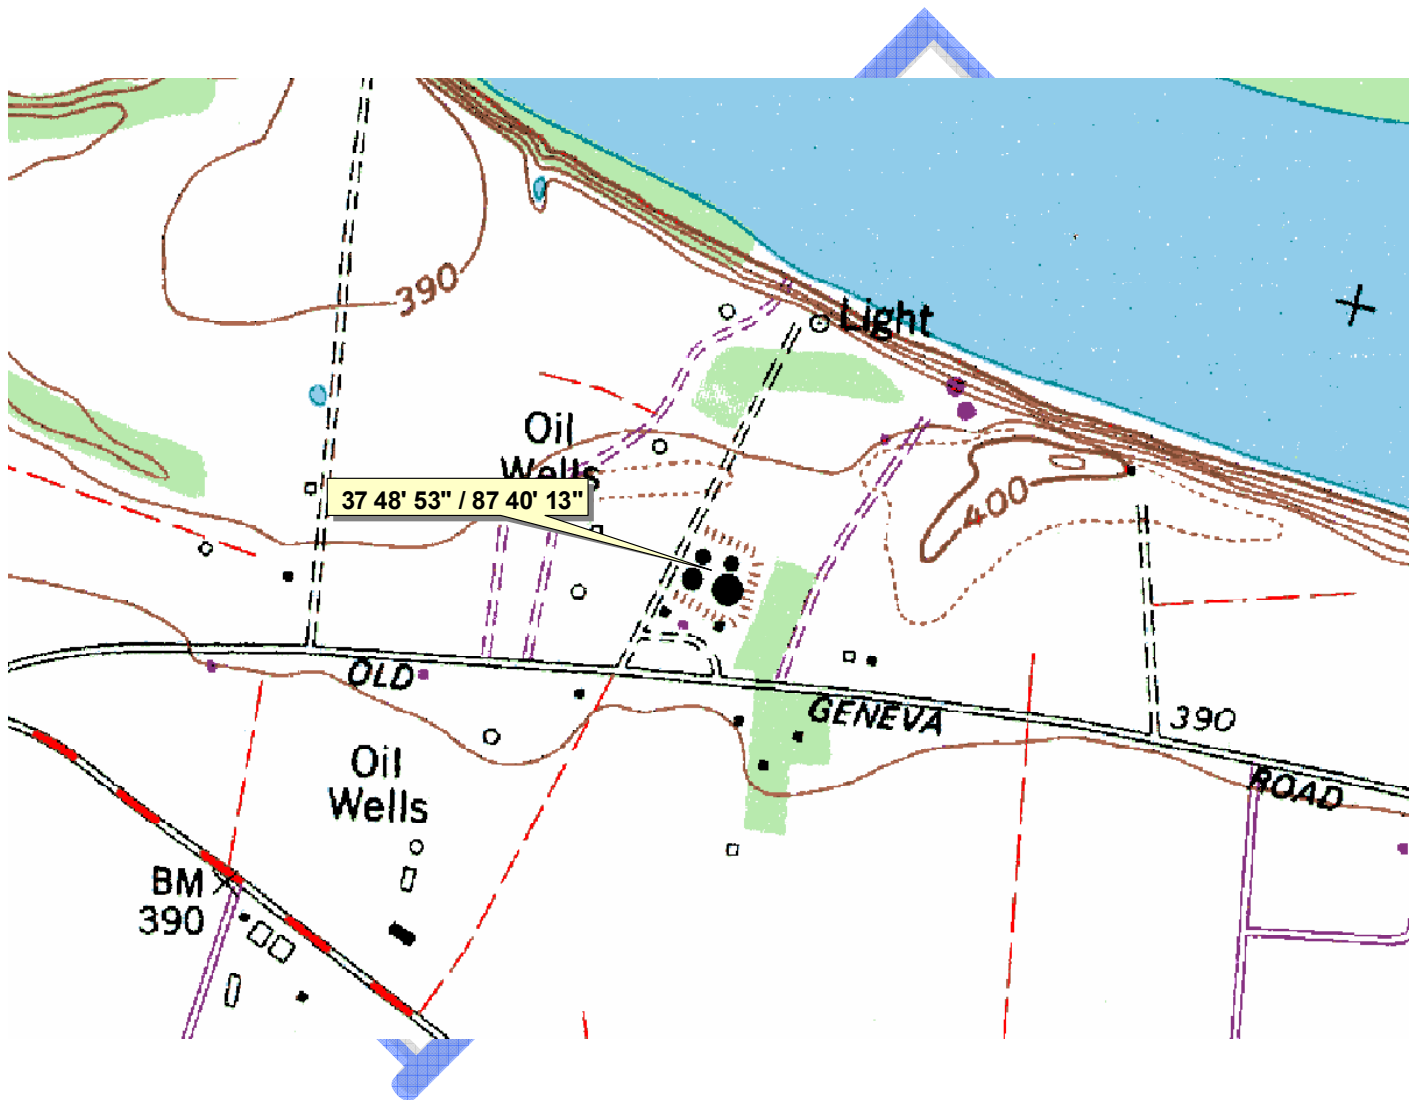 390
Light
Oil
Wells
37 48' 53" / 87 40' 13"
400
OLD
GENEVA
390
ROAD
Oil
Wells
BM
390